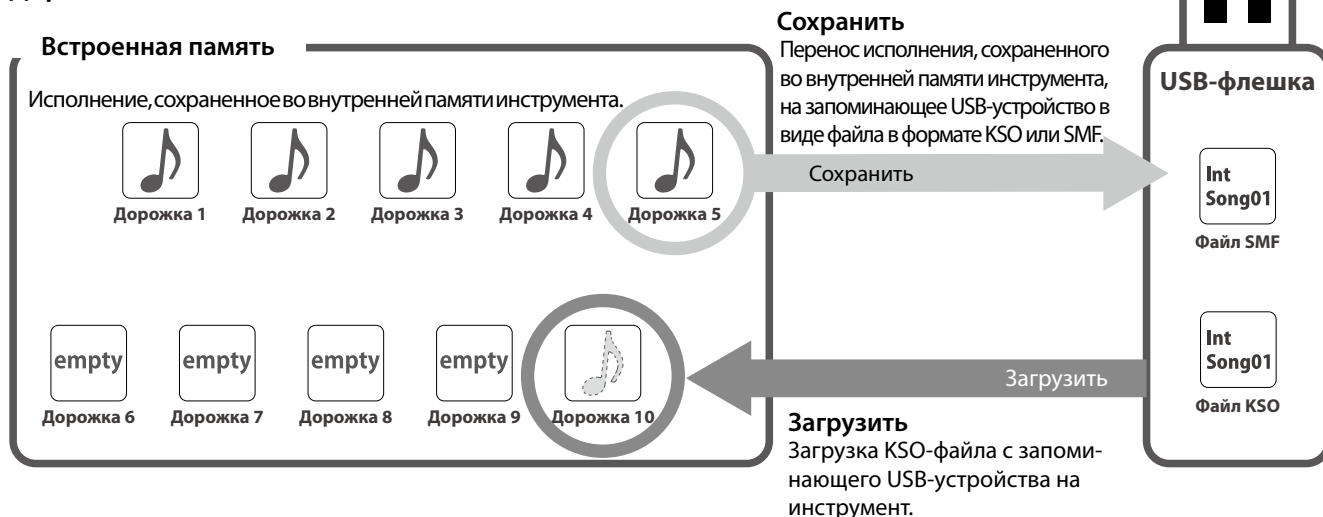 Встроенная память
Исполнение, сохраненное во внутренней памяти инструмента.
Дорожка 1
Дорожка 2
Дорожка 3
Дорожка 4
Дорожка 5
empty
empty
empty
empty
Дорожка 6
Дорожка 7
Дорожка 8
Дорожка 9
Дорожка 10
Сохранить
Перенос исполнения, сохраненного
во внутренней памяти инструмента,
на запоминающее USB-устройство в
виде файла в формате KSO или SMF.
Сохранить
Загрузить
Загрузить
Загрузка KSO-файла с запоми-
нающего USB-устройства на
инструмент.
USB-флешка
Int
Song01
Файл SMF
Int
Song01
Файл KSO